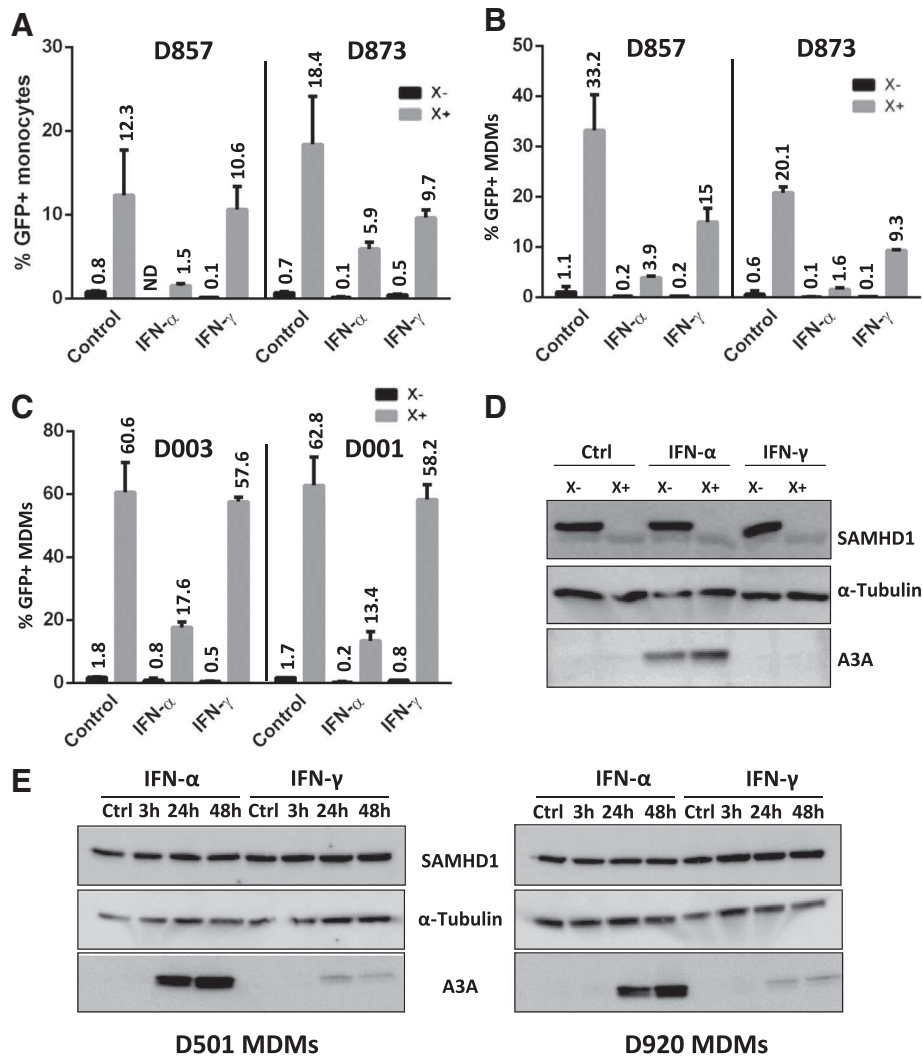 A
D857
D873
X-
X+
% GFP+ monocytes
30
20
10
0
0.8
12.3
ND
1.5
0.1
10.6
0.7
18.4
0.1
5.9
0.5
9.7
Control
IFN-α
IFN-γ
Control
IFN-α
IFN-γ
B
D857
D873
X-
X+
% GFP+ MDMs
50
40
30
20
10
0
1.1
33.2
0.2
3.9
0.2
15
0.6
20.1
0.1
1.6
0.1
9.3
Control
IFN-α
IFN-γ
Control
IFN-α
IFN-γ
C
X-
X+
D003
D001
% GFP+ MDMs
80
60
40
20
0
1.8
60.6
0.8
17.6
0.5
57.6
1.7
62.8
0.2
13.4
0.8
58.2
Control
IFN-α
IFN-γ
Control
IFN-α
IFN-γ
D
Ctrl IFN-α IFN-γ
X- X+ X- X+ X- X+
SAMHD1
α-Tubulin
A3A
E
IFN-α IFN-γ
Ctrl 3h 24h 48h Ctrl 3h 24h 48h
IFN-α IFN-γ
Ctrl 3h 24h 48h Ctrl 3h 24h 48h
SAMHD1
α-Tubulin
A3A
D501 MDMs
D920 MDMs